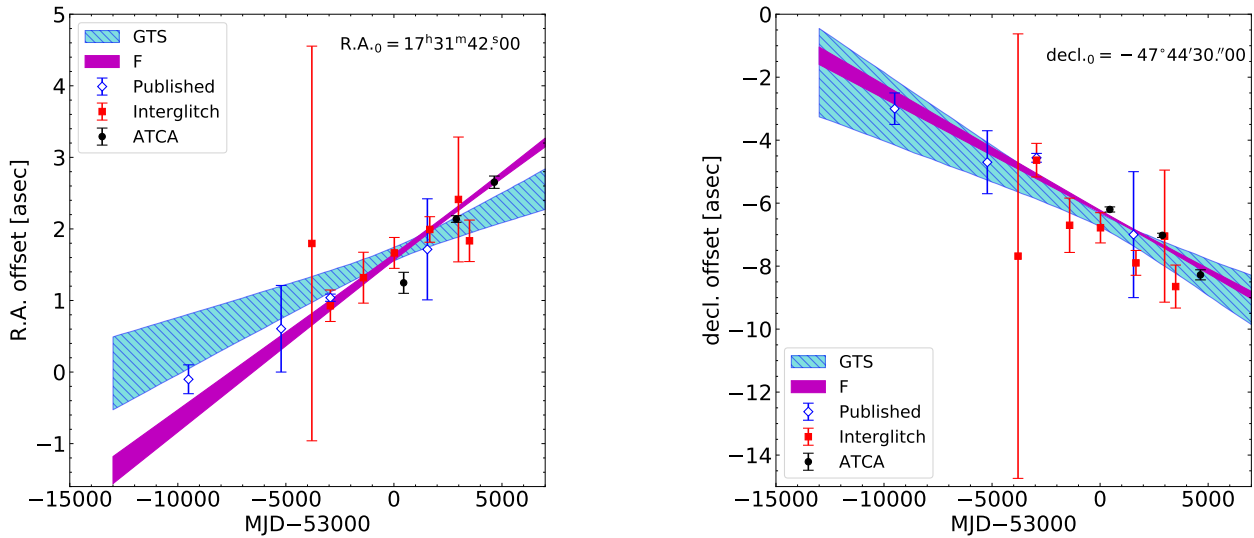 5
4
3
2
1
0
−1
R.A. offset [asec]
GTS
F
Published
Interglitch
ATCA
R.A.₀ = 17ʰ31ᵐ42.ˢ00
−15000 −10000 −5000 0 5000
MJD−53000
0
−2
−4
−6
−8
−10
−12
−14
decl. offset [asec]
decl.₀ = −47°44′30.″00
GTS
F
Published
Interglitch
ATCA
−15000 −10000 −5000 0 5000
MJD−53000